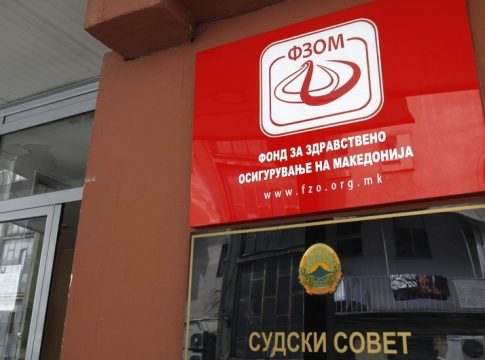 ФЗОМ
ФОНД ЗА ЗДРАВСТВЕНО
ОСИГУРУВАЊЕ НА МАКЕДОНИЈА
www.fzo.org.mk
СУДСКИ СОВЕТ